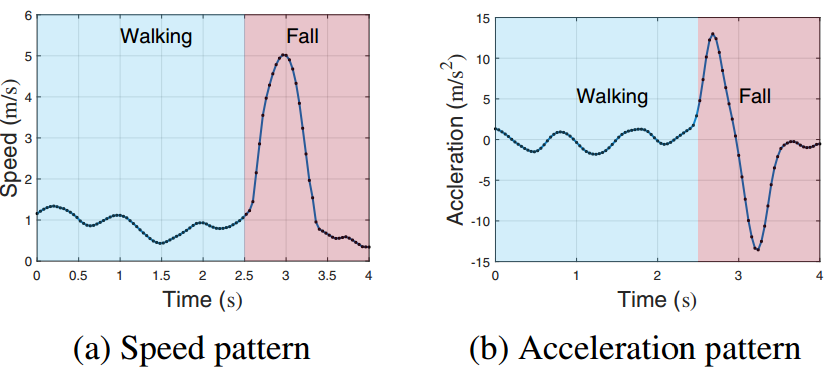 6
5
4
3
2
1
0
Speed (m/s)
Walking
Fall
0 0.5 1 1.5 2 2.5 3 3.5 4
Time (s)
(a) Speed pattern
15
10
5
0
-5
-10
-15
Accleration (m/s²)
Walking
Fall
0 1 2 3 4
Time (s)
(b) Acceleration pattern